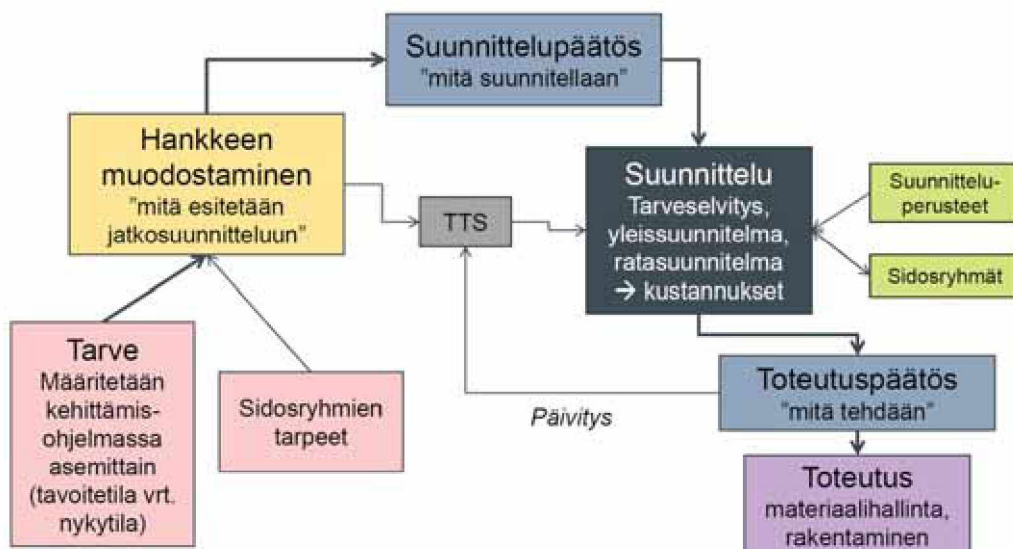 Suunnittelupäätös
"mitä suunnitellaan"
Hankkeen
muodostaminen
"mitä esitetään
jatkosuunnitteluun"
TTS
Suunnittelu
Tarveselvitys,
yleissuunnitelma,
ratasuunnitelma
→ kustannukset
Suunnittelu-
perusteet
Sidosryhmät
Tarve
Määritetään
kehittämis-
ohjelmassa
asemittain
(tavoitetila vrt.
nykytila)
Sidosryhmien
tarpeet
Päivitys
Toteutuspäätös
"mitä tehdään"
Toteutus
materiaalihallinta,
rakentaminen